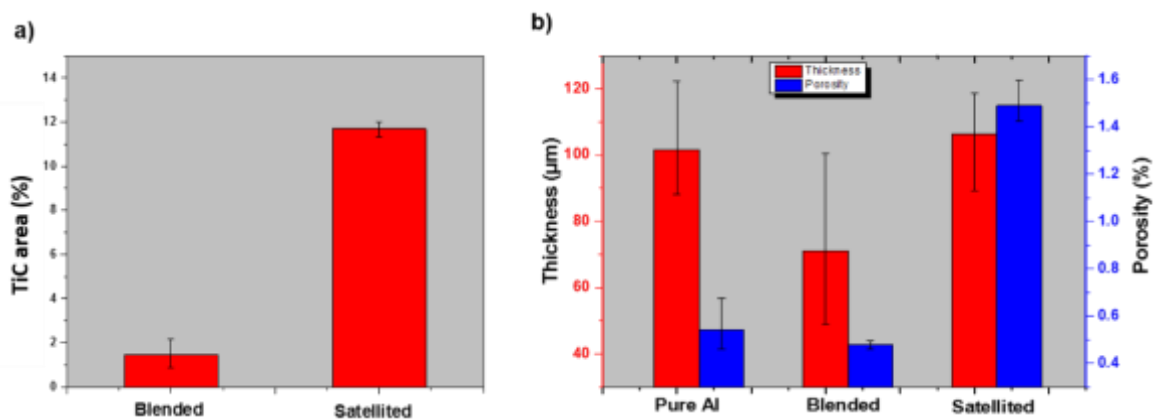 a)
14
12
10
8
6
4
2
0
TiC area (%)
Blended
Satellited
b)
Thickness
Porosity
120
100
80
60
40
Thickness (µm)
1.6
1.4
1.2
1.0
0.8
0.6
0.4
Porosity (%)
Pure Al
Blended
Satellited